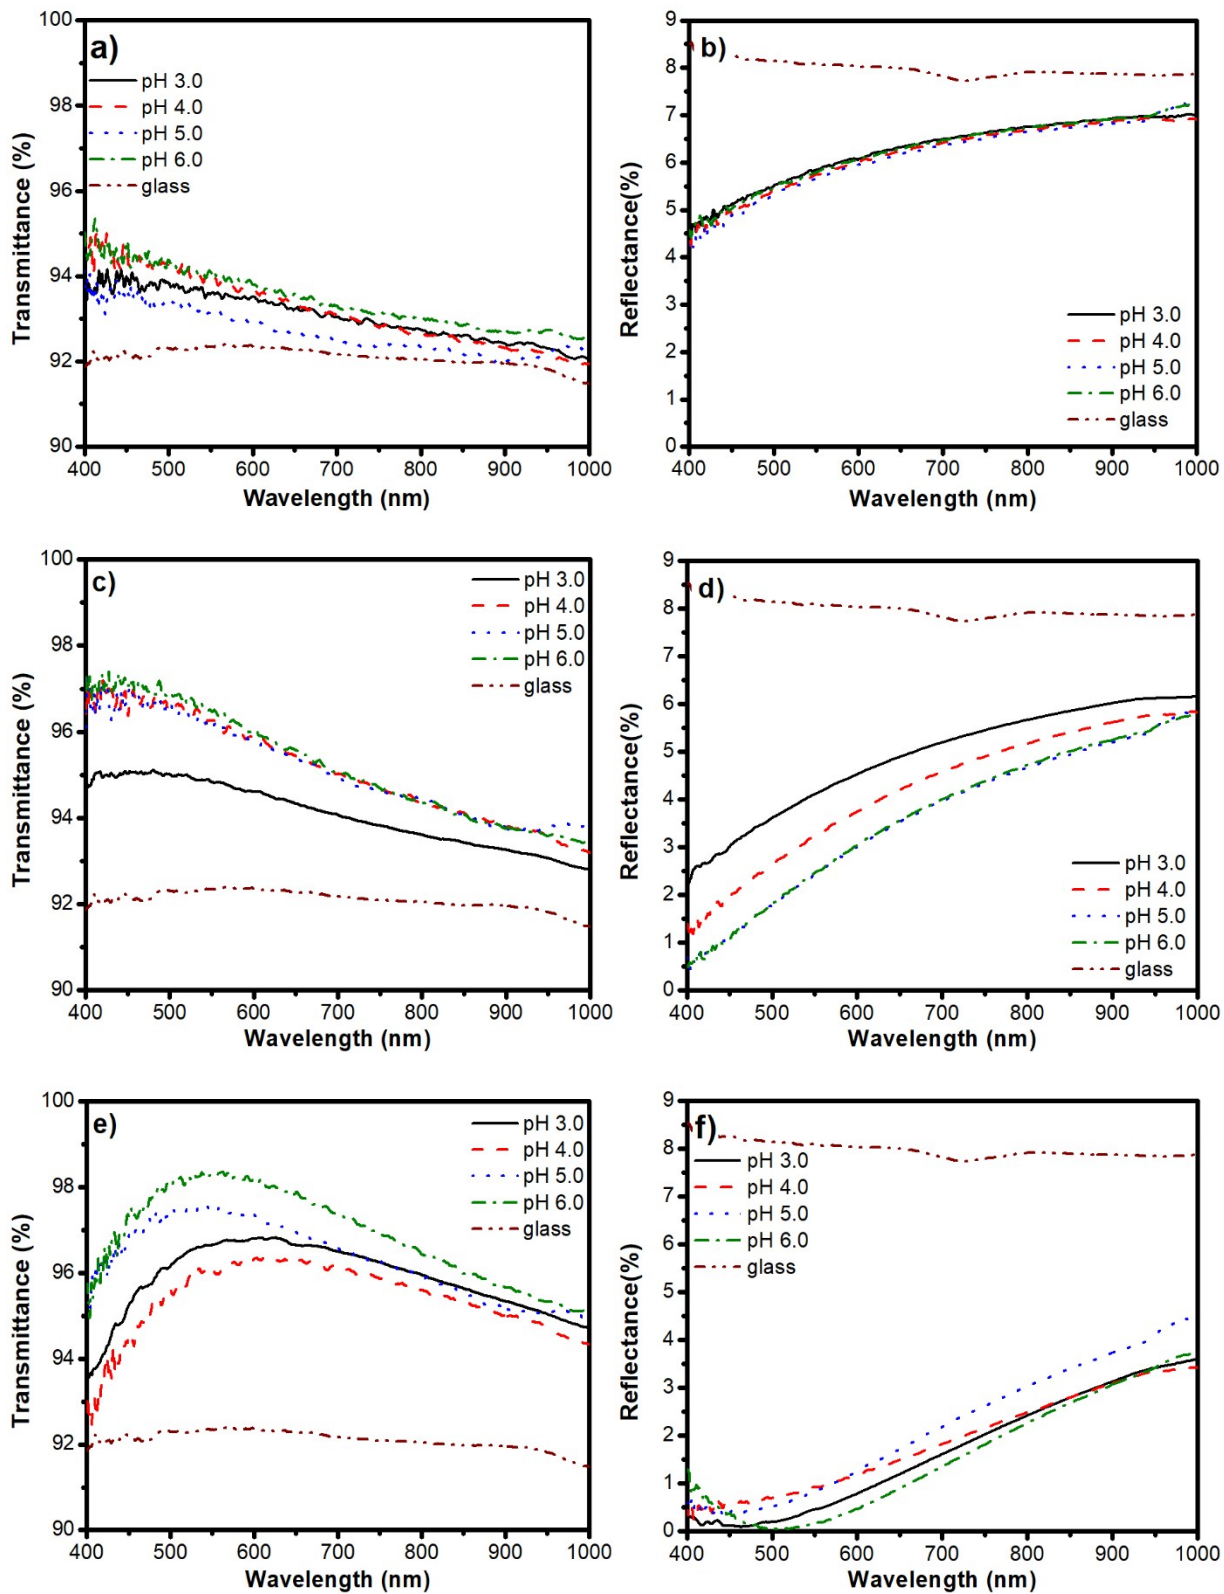 a)
pH 3.0
pH 4.0
pH 5.0
pH 6.0
glass
Transmittance (%)
100
98
96
94
92
90
400 500 600 700 800 900 1000
Wavelength (nm)
b)
pH 3.0
pH 4.0
pH 5.0
pH 6.0
glass
Reflectance(%)
9
8
7
6
5
4
3
2
1
0
400 500 600 700 800 900 1000
Wavelength (nm)
c)
pH 3.0
pH 4.0
pH 5.0
pH 6.0
glass
Transmittance (%)
100
98
96
94
92
90
400 500 600 700 800 900 1000
Wavelength (nm)
d)
pH 3.0
pH 4.0
pH 5.0
pH 6.0
glass
Reflectance(%)
9
8
7
6
5
4
3
2
1
0
400 500 600 700 800 900 1000
Wavelength (nm)
e)
pH 3.0
pH 4.0
pH 5.0
pH 6.0
glass
Transmittance (%)
100
98
96
94
92
90
400 500 600 700 800 900 1000
Wavelength (nm)
f)
pH 3.0
pH 4.0
pH 5.0
pH 6.0
glass
Reflectance(%)
9
8
7
6
5
4
3
2
1
0
400 500 600 700 800 900 1000
Wavelength (nm)